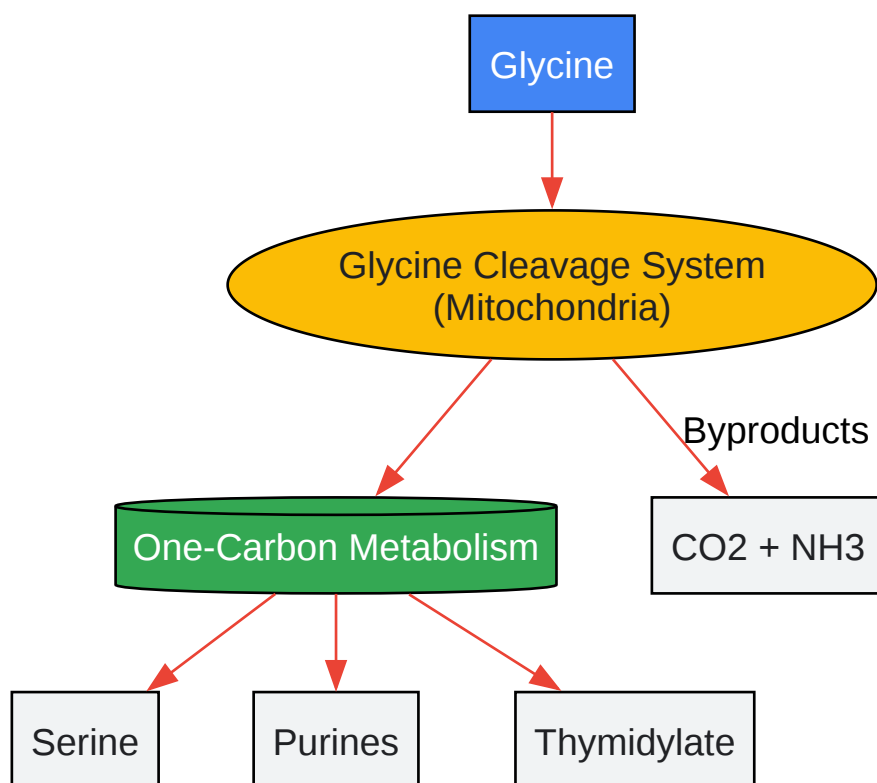 Glycine
Glycine Cleavage System
(Mitochondria)
Byproducts
One-Carbon Metabolism
CO2 + NH3
Serine
Purines
Thymidylate